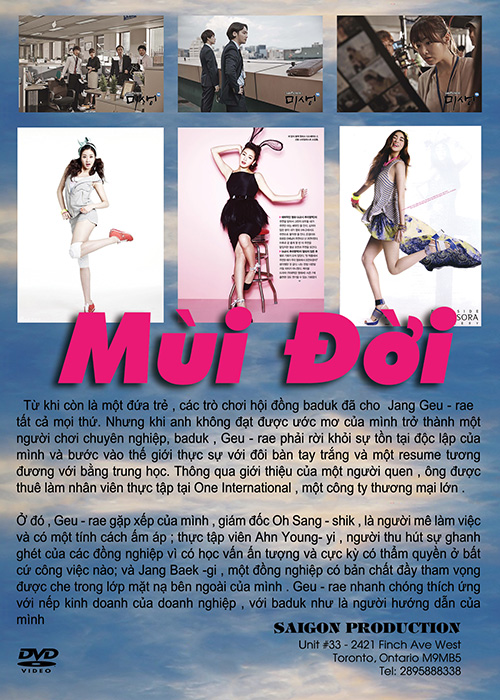 미생
미생
미생
SIDE
SORA
Mùi Đời
Từ khi còn là một đứa trẻ , các trò chơi hội đồng baduk đã cho Jang Geu - rae
tất cả mọi thứ. Nhưng khi anh không đạt được ước mơ của mình trở thành một
người chơi chuyên nghiệp, baduk , Geu - rae phải rời khỏi sự tồn tại độc lập của
mình và bước vào thế giới thực sự với đôi bàn tay trắng và một resume tương
đương với bằng trung học. Thông qua giới thiệu của một người quen , ông được
thuê làm nhân viên thực tập tại One International , một công ty thương mại lớn .
Ở đó , Geu - rae gặp xếp của mình , giám đốc Oh Sang - shik , là người mê làm việc
và có một tính cách ấm áp ; thực tập viên Ahn Young- yi , người thu hút sự ghanh
ghét của các đồng nghiệp vì có học vấn ấn tượng và cực kỳ có thẩm quyền ở bất
cứ công việc nào; và Jang Baek -gi , một đồng nghiệp có bản chất đầy tham vọng
được che trong lớp mặt nạ bên ngoài của mình . Geu - rae nhanh chóng thích ứng
với nếp kinh doanh của doanh nghiệp , với baduk như là người hướng dẫn của
mình
SAIGON PRODUCTION
Unit #33 - 2421 Finch Ave West
Toronto, Ontario M9MB5
Tel: 2895888338
DVD
VIDEO